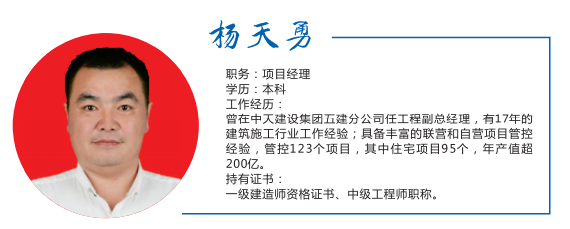 杨天勇
职务：项目经理
学历：本科
工作经历：
曾在中天建设集团五建分公司任工程副总经理，有17年的
建筑施工行业工作经验；具备丰富的联营和自营项目管控
经验，管控123个项目，其中住宅项目95个，年产值超
200亿。
持有证书：
一级建造师资格证书、中级工程师职称。